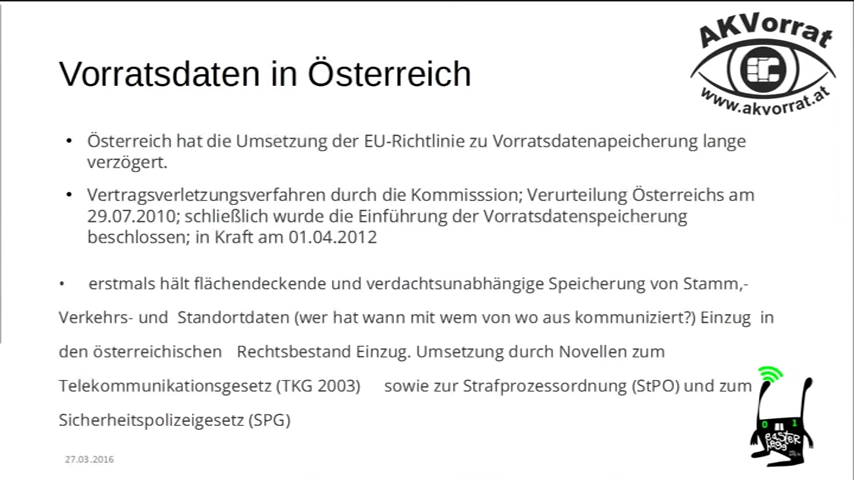 AKVorrat
www.akvorrat.at
Vorratsdaten in Österreich
• Österreich hat die Umsetzung der EU-Richtlinie zu Vorratsdatenapeicherung lange
verzögert.
• Vertragsverletzungsverfahren durch die Kommisssion; Verurteilung Österreichs am
29.07.2010; schließlich wurde die Einführung der Vorratsdatenspeicherung
beschlossen; in Kraft am 01.04.2012
• erstmals hält flächendeckende und verdachtsunabhängige Speicherung von Stamm,-
Verkehrs- und Standortdaten (wer hat wann mit wem von wo aus kommuniziert?) Einzug in
den österreichischen Rechtsbestand Einzug. Umsetzung durch Novellen zum
Telekommunikationsgesetz (TKG 2003) sowie zur Strafprozessordnung (StPO) und zum
Sicherheitspolizeigesetz (SPG)
27.03.2016
0 1
easter
hegg